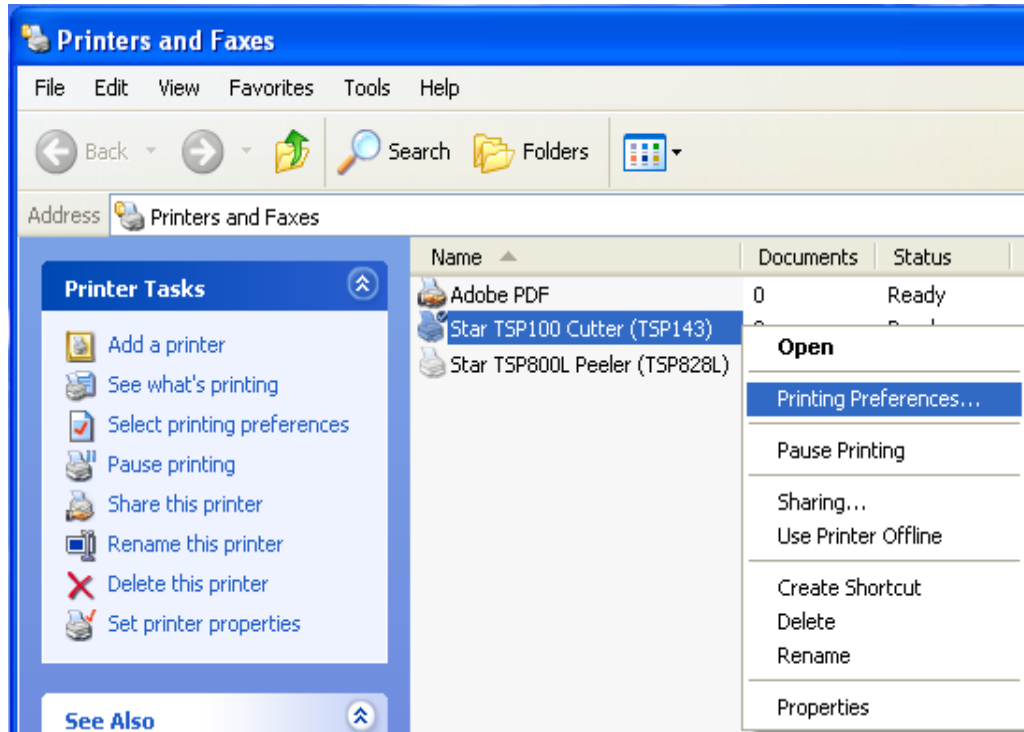 Printers and Faxes
File Edit View Favorites Tools Help
Back Search Folders
Address Printers and Faxes
Printer Tasks
Add a printer
See what's printing
Select printing preferences
Pause printing
Share this printer
Rename this printer
Delete this printer
Set printer properties
See Also
Name Documents Status
Adobe PDF 0 Ready
Star TSP100 Cutter (TSP143)
Star TSP800L Peeler (TSP828L)
Open
Printing Preferences...
Pause Printing
Sharing...
Use Printer Offline
Create Shortcut
Delete
Rename
Properties